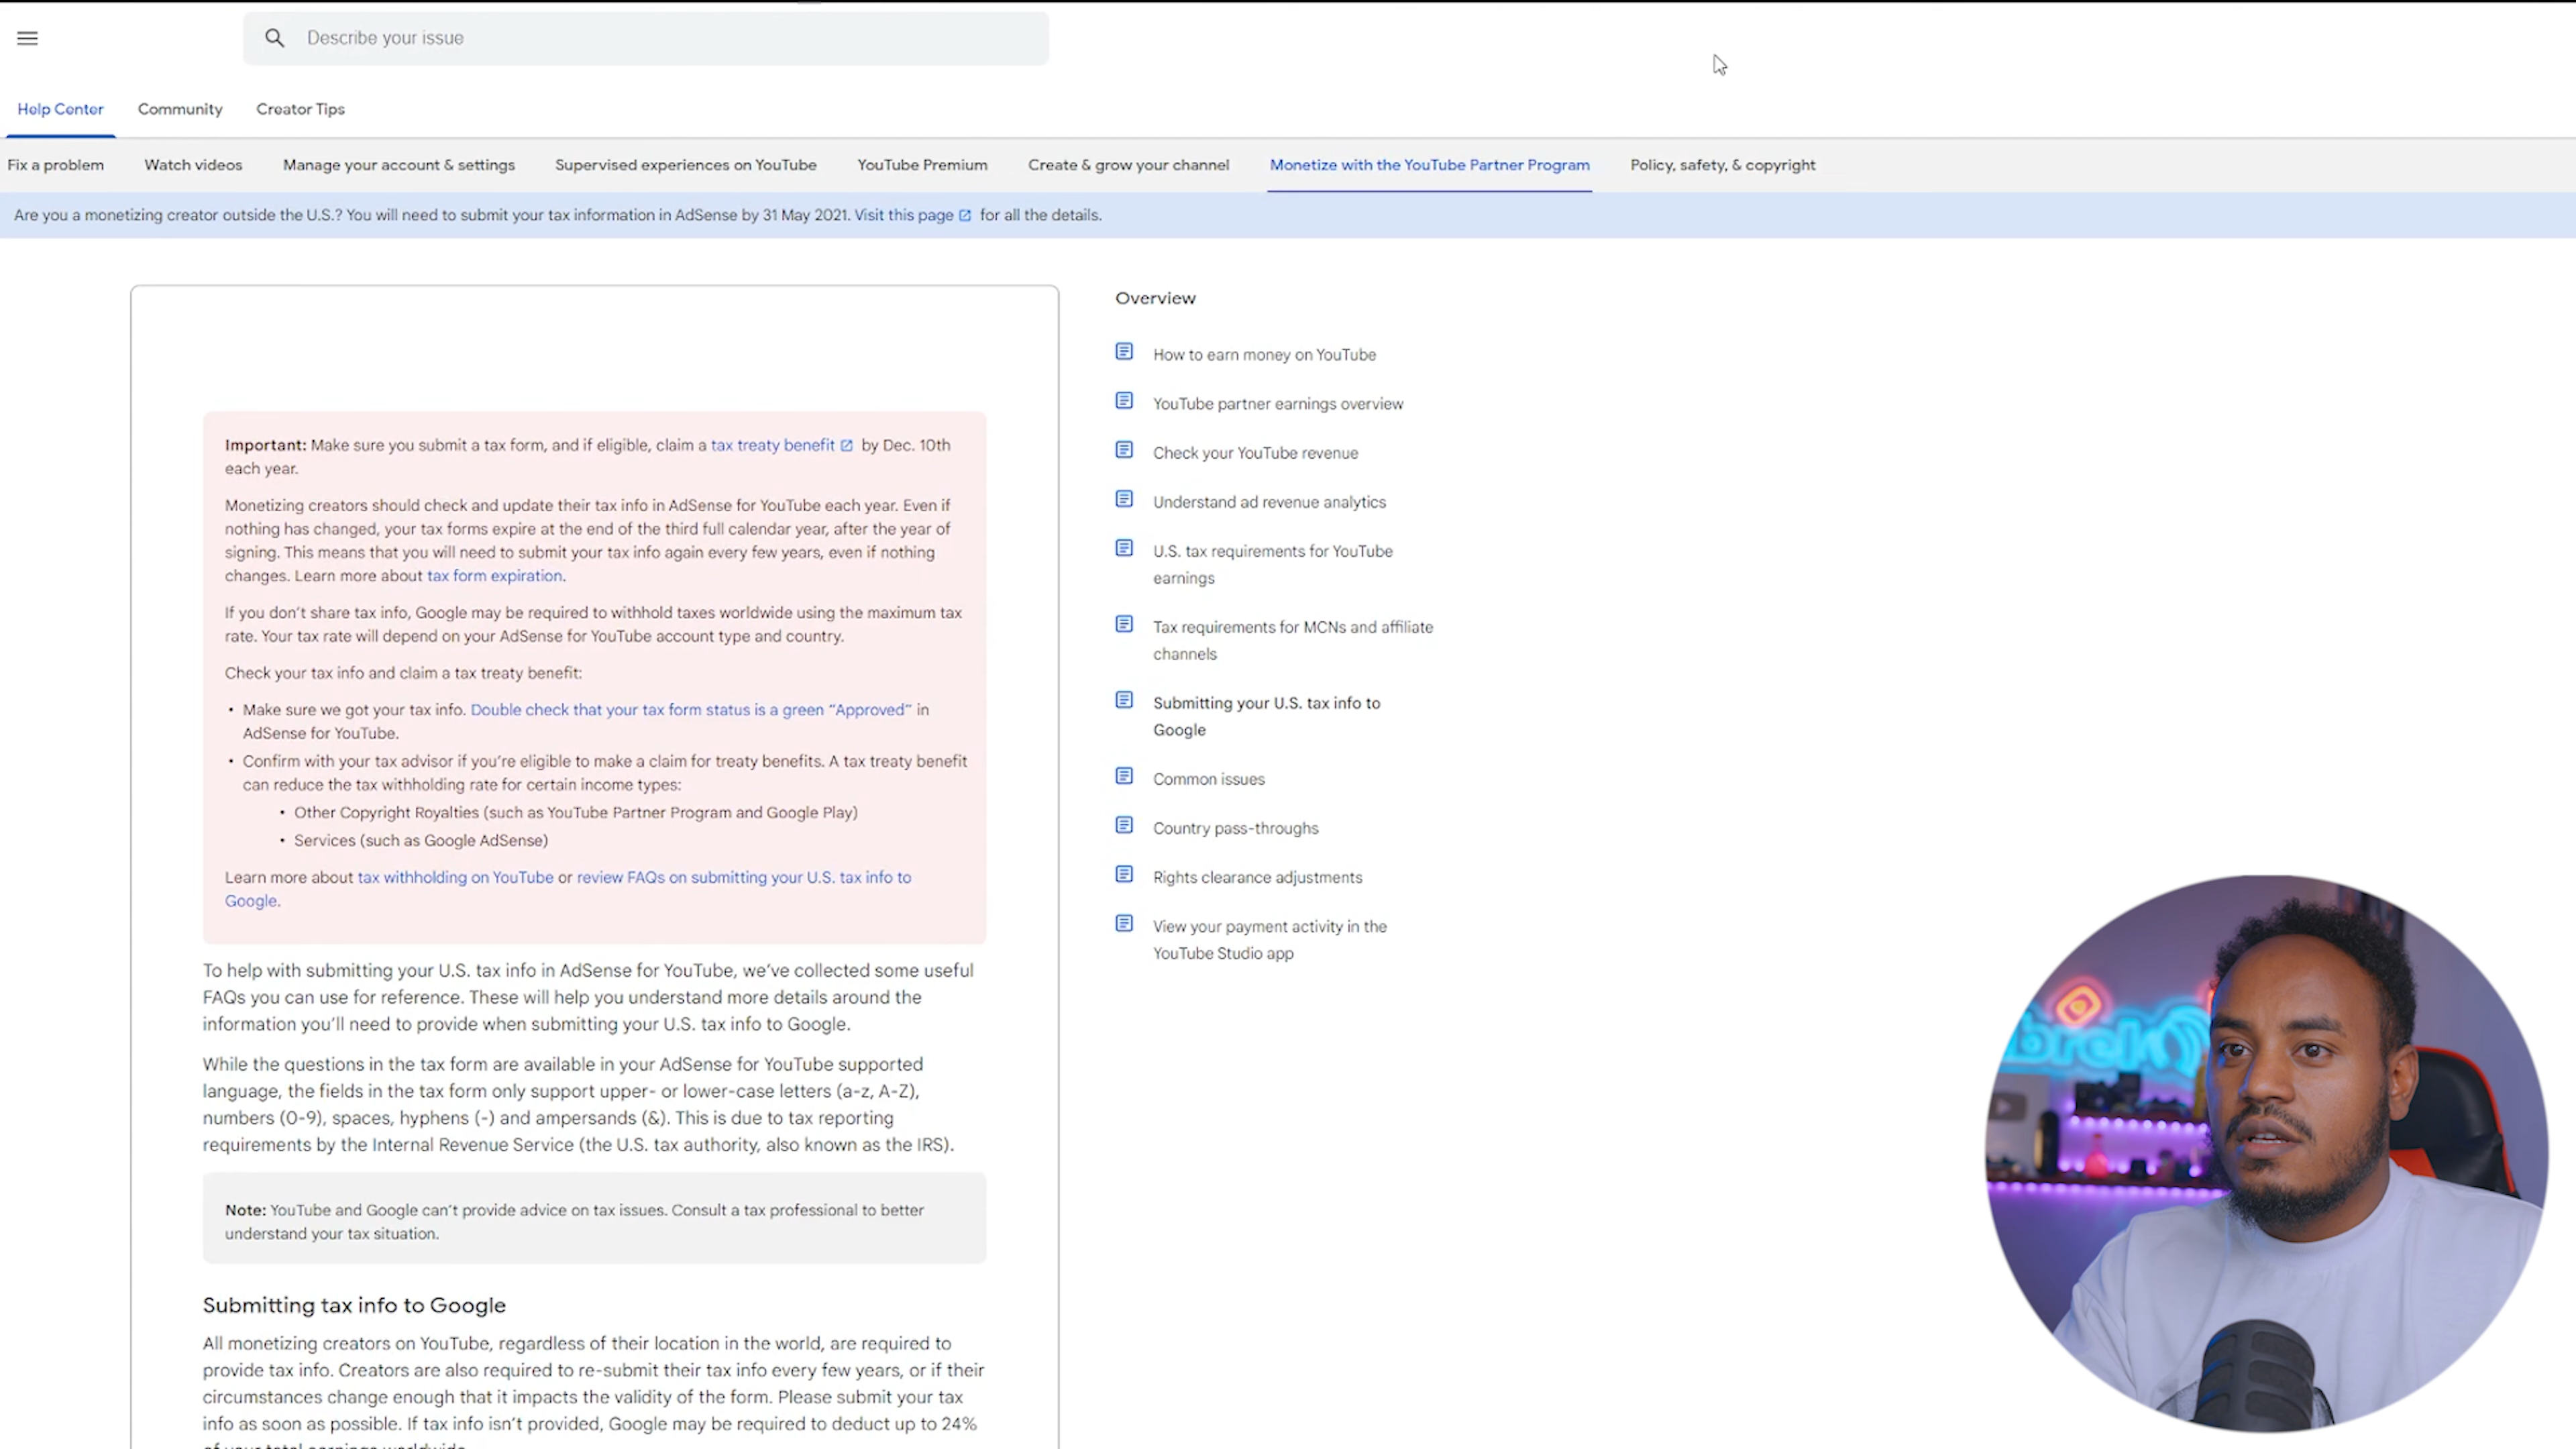 Describe your issue
Help Center Community Creator Tips
Fix a problem Watch videos Manage your account & settings Supervised experiences on YouTube YouTube Premium Create & grow your channel Monetize with the YouTube Partner Program Policy, safety, & copyright
Are you a monetizing creator outside the U.S.? You will need to submit your tax information in AdSense by 31 May 2021. Visit this page for all the details.
Important: Make sure you submit a tax form, and if eligible, claim a tax treaty benefit by Dec. 10th
each year.
Monetizing creators should check and update their tax info in AdSense for YouTube each year. Even if
nothing has changed, your tax forms expire at the end of the third full calendar year, after the year of
signing. This means that you will need to submit your tax info again every few years, even if nothing
changes. Learn more about tax form expiration.
If you don't share tax info, Google may be required to withhold taxes worldwide using the maximum tax
rate. Your tax rate will depend on your AdSense for YouTube account type and country.
Check your tax info and claim a tax treaty benefit:
• Make sure we got your tax info. Double check that your tax form status is a green “Approved” in
AdSense for YouTube.
• Confirm with your tax advisor if you're eligible to make a claim for treaty benefits. A tax treaty benefit
can reduce the tax withholding rate for certain income types:
• Other Copyright Royalties (such as YouTube Partner Program and Google Play)
• Services (such as Google AdSense)
Learn more about tax withholding on YouTube or review FAQs on submitting your U.S. tax info to
Google.
To help with submitting your U.S. tax info in AdSense for YouTube, we've collected some useful
FAQs you can use for reference. These will help you understand more details around the
information you'll need to provide when submitting your U.S. tax info to Google.
While the questions in the tax form are available in your AdSense for YouTube supported
language, the fields in the tax form only support upper- or lower-case letters (a-z, A-Z),
numbers (0-9), spaces, hyphens (-) and ampersands (&). This is due to tax reporting
requirements by the Internal Revenue Service (the U.S. tax authority, also known as the IRS).
Note: YouTube and Google can't provide advice on tax issues. Consult a tax professional to better
understand your tax situation.
Submitting tax info to Google
All monetizing creators on YouTube, regardless of their location in the world, are required to
provide tax info. Creators are also required to re-submit their tax info every few years, or if their
circumstances change enough that it impacts the validity of the form. Please submit your tax
info as soon as possible. If tax info isn't provided, Google may be required to deduct up to 24%
of your total earnings worldwide
Overview
How to earn money on YouTube
YouTube partner earnings overview
Check your YouTube revenue
Understand ad revenue analytics
U.S. tax requirements for YouTube
earnings
Tax requirements for MCNs and affiliate
channels
Submitting your U.S. tax info to
Google
Common issues
Country pass-throughs
Rights clearance adjustments
View your payment activity in the
YouTube Studio app